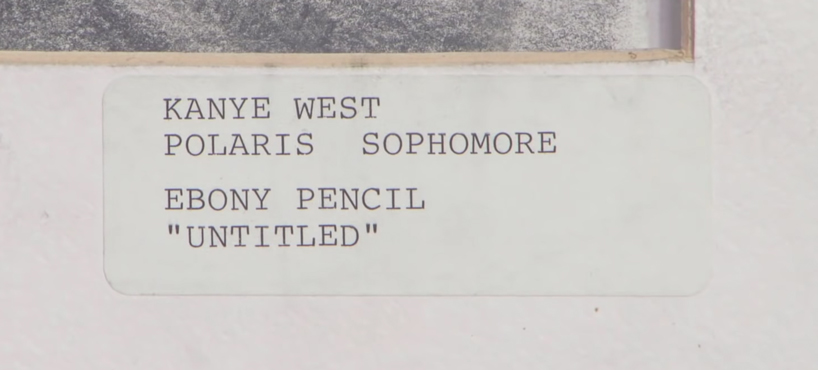 KANYE WEST
POLARIS SOPHOMORE
EBONY PENCIL
"UNTITLED"